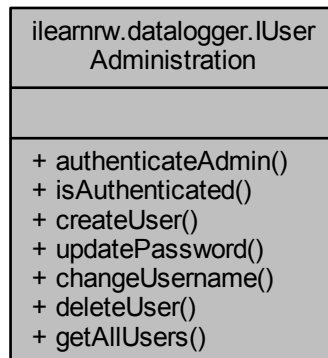 ilearnrw.datalogger.IUser
Administration
+ authenticateAdmin()
+ isAuthenticated()
+ createUser()
+ updatePassword()
+ changeUsername()
+ deleteUser()
+ getAllUsers()